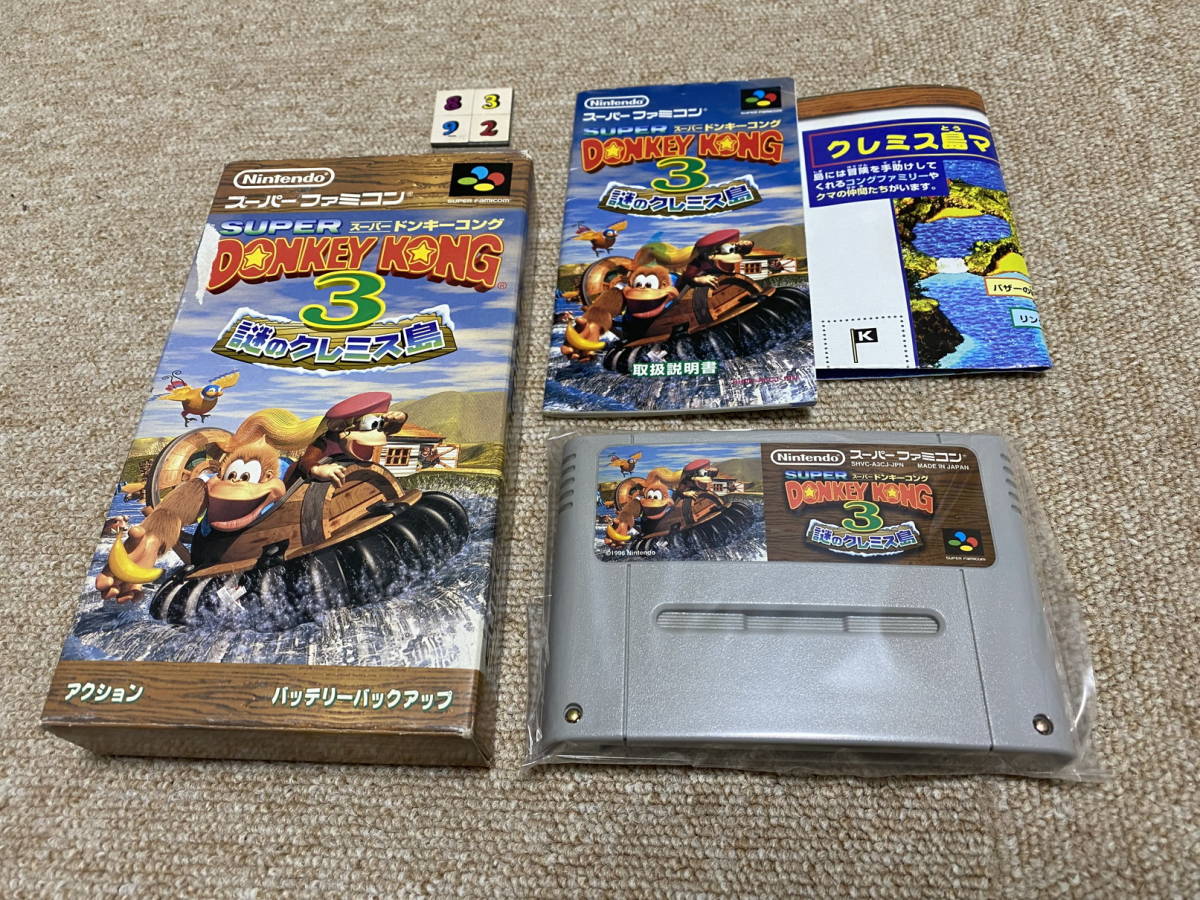 8 3
9 2
Nintendo
スーパーファミコン
SUPER FAMICOM
SUPER スーパードンキーコング
DONKEY KONG
3
謎のクレミス島
アクション
バッテリーバックアップ
Nintendo
スーパーファミコン
SUPER FAMICOM
SUPER スーパードンキーコング
DONKEY KONG
3
謎のクレミス島
取扱説明書
とう
クレミス島マ
島には冒険を手助けして
くれるコングファミリーや
クマの仲間たちがいます。
バザーの
リン
K
Nintendo スーパーファミコン
SHVC-A3CJ-JPN MADE IN JAPAN
SUPER スーパードンキーコング
DONKEY KONG
3
謎のクレミス島
©1996 Nintendo
SUPER FAMICOM